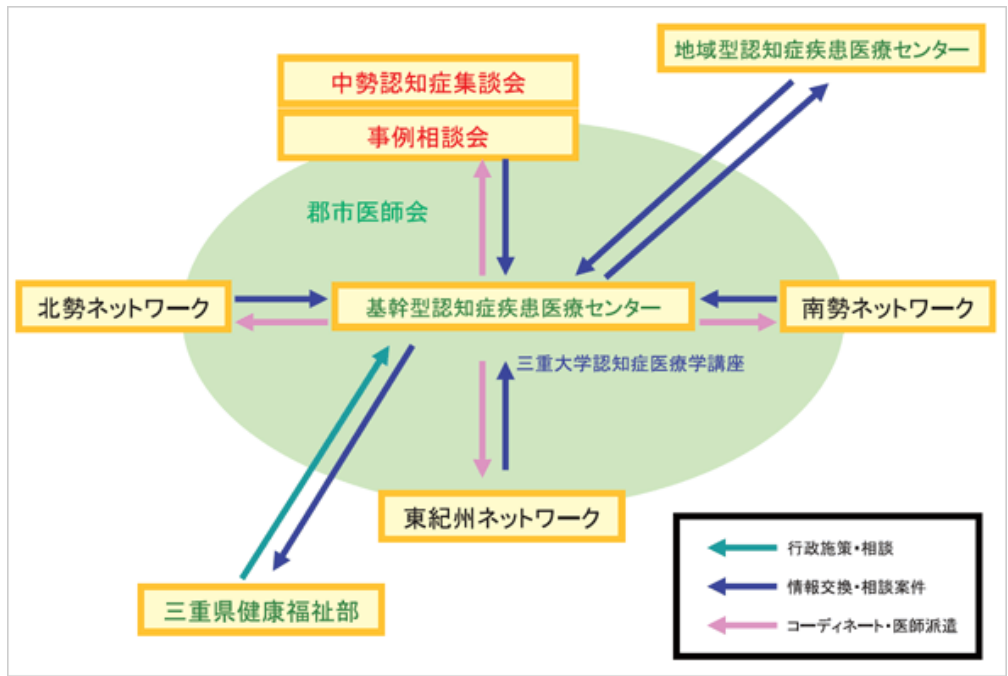 地域型認知症疾患医療センター
中勢認知症集談会
事例相談会
郡市医師会
北勢ネットワーク
基幹型認知症疾患医療センター
南勢ネットワーク
三重大学認知症医療学講座
東紀州ネットワーク
三重県健康福祉部
行政施策・相談
情報交換・相談案件
コーディネート・医師派遣